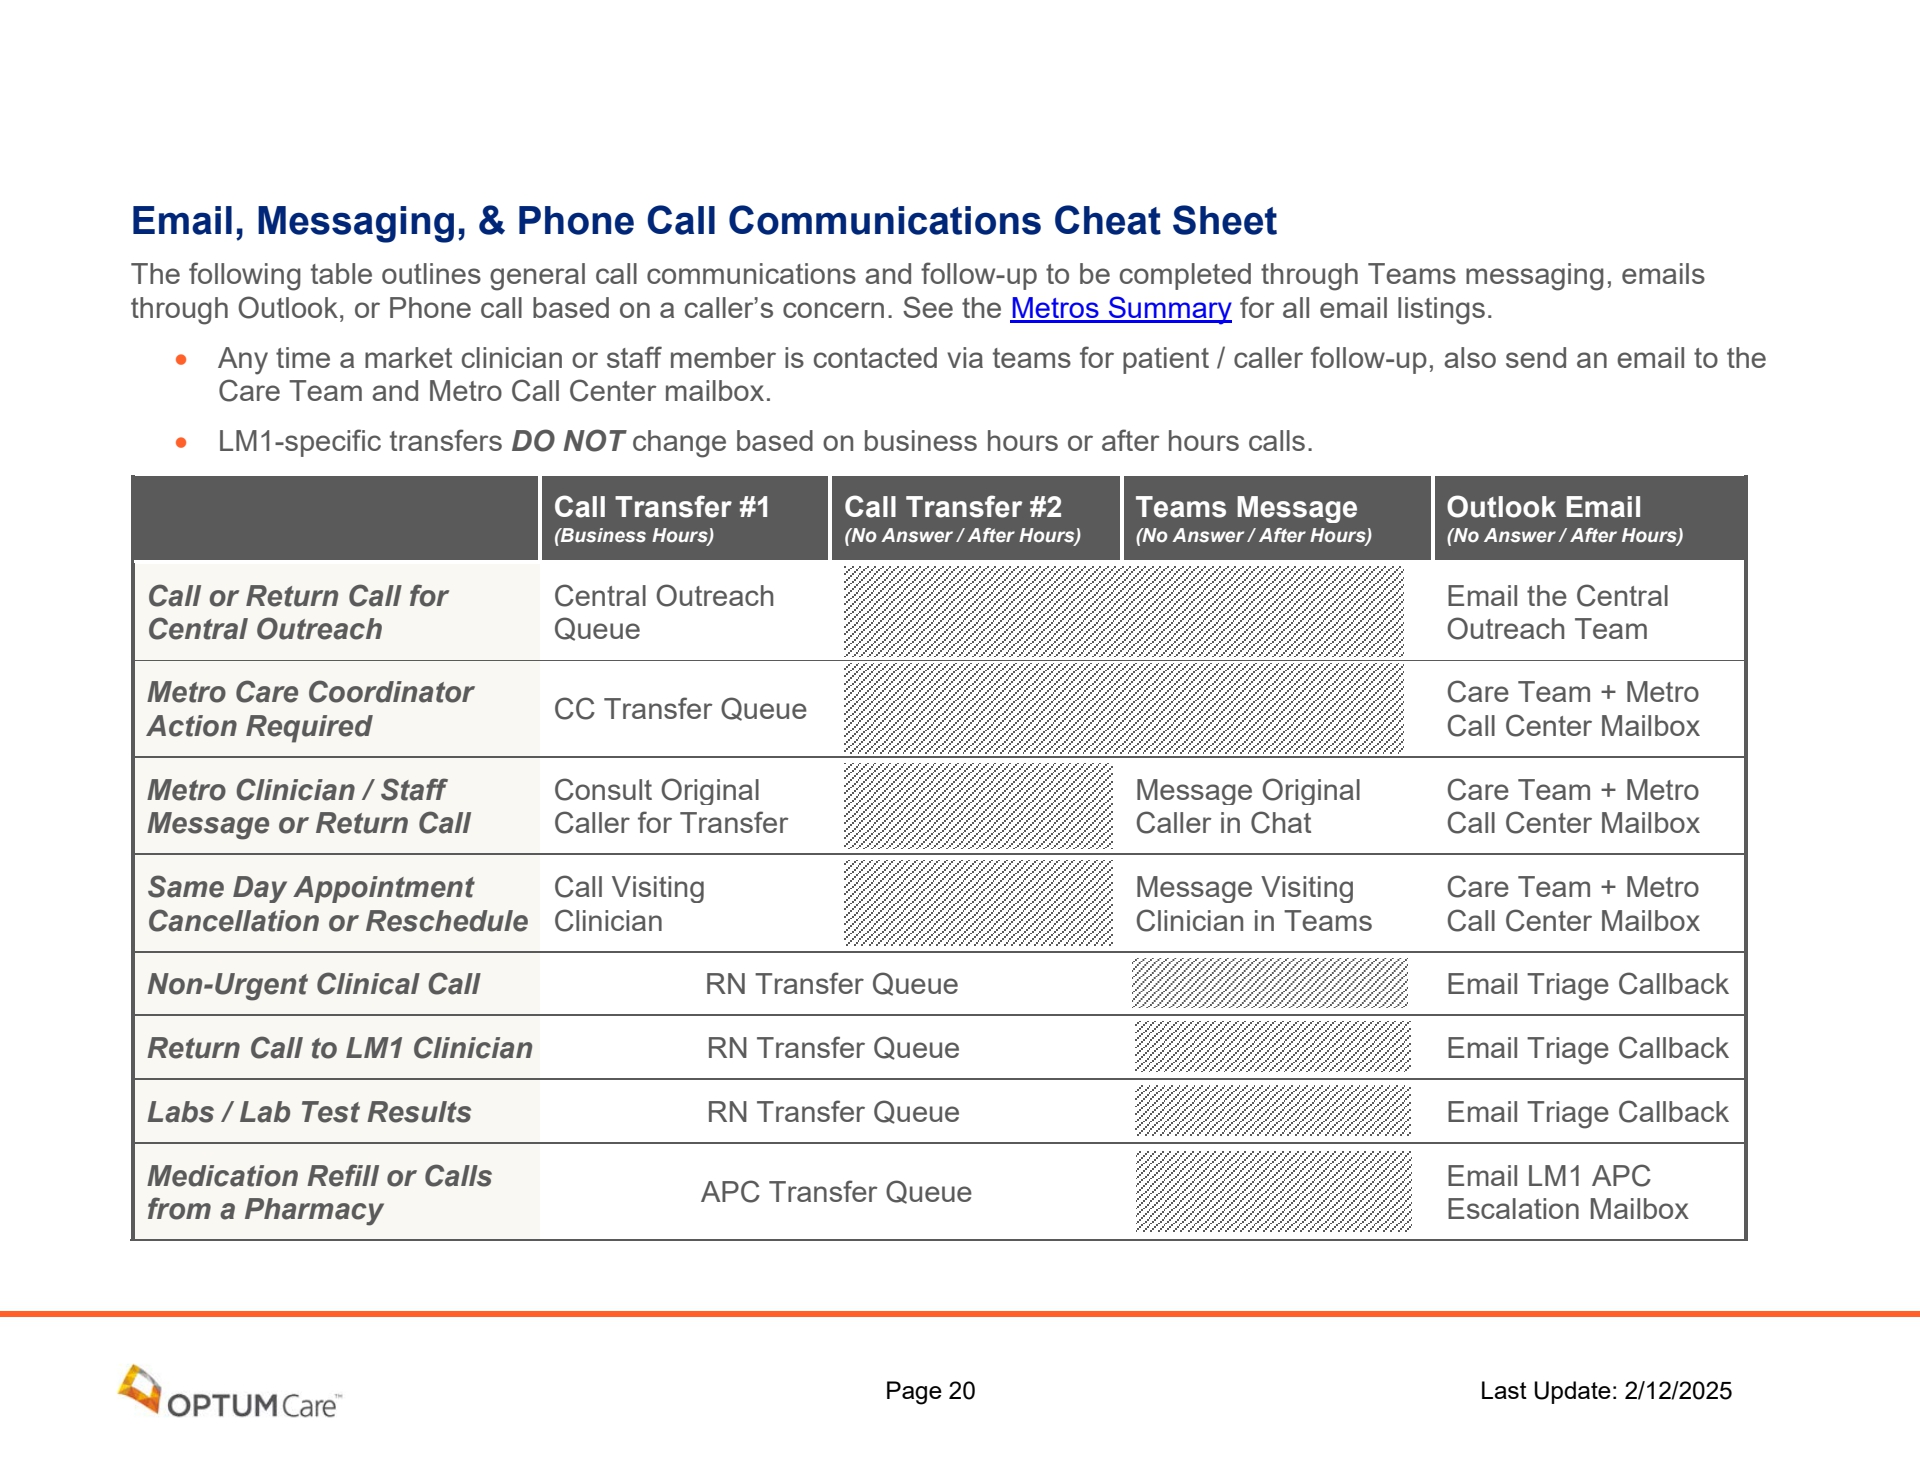 Email, Messaging, & Phone Call Communications Cheat Sheet
The following table outlines general call communications and follow-up to be completed through Teams messaging, emails
through Outlook, or Phone call based on a caller’s concern. See the Metros Summary for all email listings.
• Any time a market clinician or staff member is contacted via teams for patient / caller follow-up, also send an email to the
Care Team and Metro Call Center mailbox.
• LM1-specific transfers DO NOT change based on business hours or after hours calls.
Call Transfer #1
(Business Hours)
Call Transfer #2
(No Answer / After Hours)
Teams Message
(No Answer / After Hours)
Outlook Email
(No Answer / After Hours)
Call or Return Call for
Central Outreach
Central Outreach
Queue
Email the Central
Outreach Team
Metro Care Coordinator
Action Required
CC Transfer Queue
Care Team + Metro
Call Center Mailbox
Metro Clinician / Staff
Message or Return Call
Consult Original
Caller for Transfer
Message Original
Caller in Chat
Care Team + Metro
Call Center Mailbox
Same Day Appointment
Cancellation or Reschedule
Call Visiting
Clinician
Message Visiting
Clinician in Teams
Care Team + Metro
Call Center Mailbox
Non-Urgent Clinical Call
RN Transfer Queue
Email Triage Callback
Return Call to LM1 Clinician
RN Transfer Queue
Email Triage Callback
Labs / Lab Test Results
RN Transfer Queue
Email Triage Callback
Medication Refill or Calls
from a Pharmacy
APC Transfer Queue
Email LM1 APC
Escalation Mailbox
OPTUMCare™
Page 20
Last Update: 2/12/2025